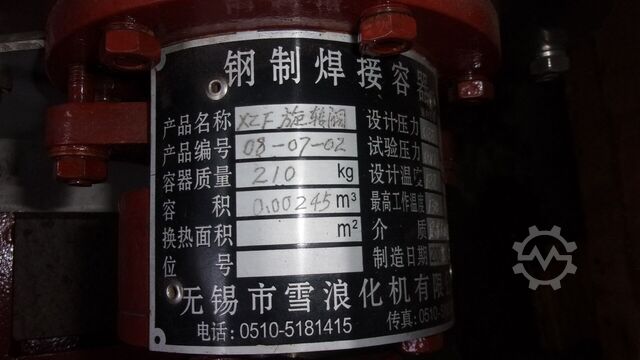 钢制焊接容器
产品名称 XZF旋转阀 设计压力
产品编号 08-07-02 试验压力
容器质量 210 kg 设计温度
容积 0.00245 m³ 最高工作温度
换热面积 m² 介质
位号 制造日期
无锡市雪浪化机有限
电话: 0510-5181415 传真: 0510-518